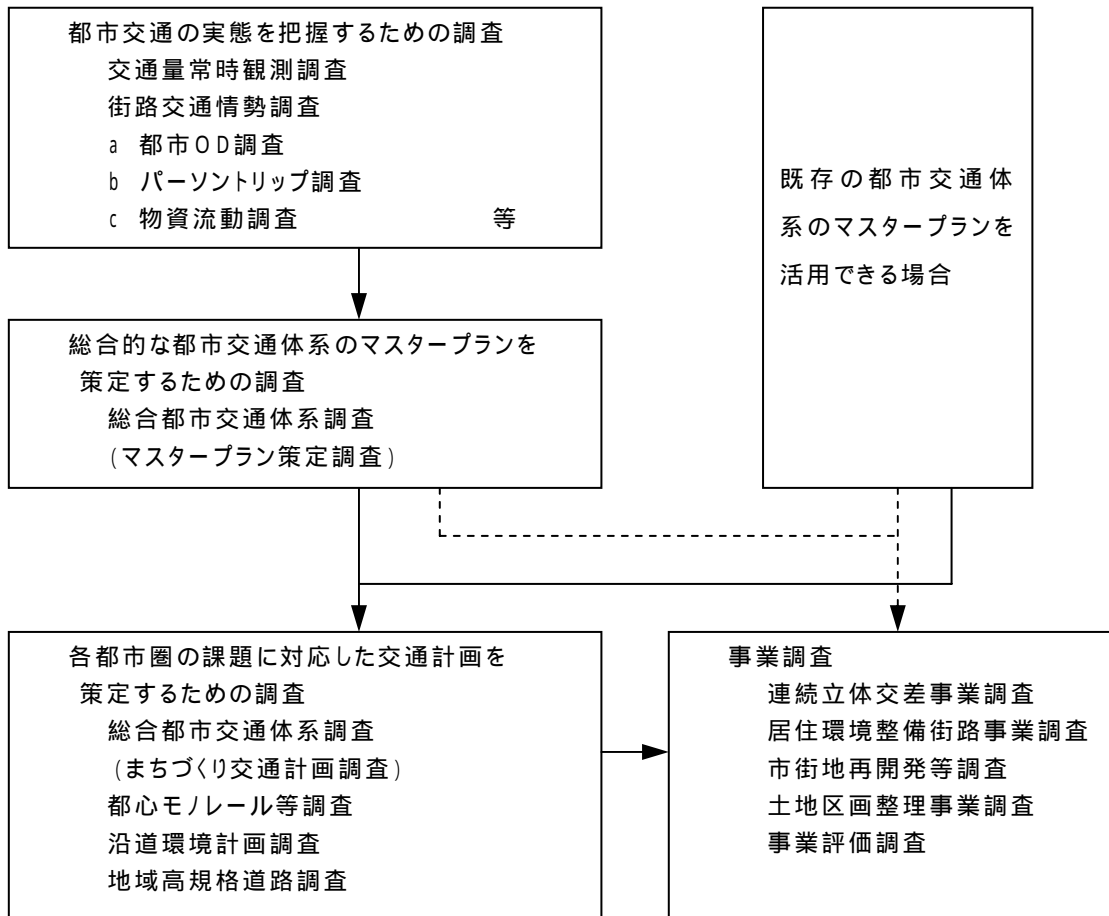 都市交通の実態を把握するための調査
交通量常時観測調査
街路交通情勢調査
a 都市OD調査
b パーソントリップ調査
c 物資流動調査 等
既存の都市交通体
系のマスタープランを
活用できる場合
総合的な都市交通体系のマスタープランを
策定するための調査
総合都市交通体系調査
(マスタープラン策定調査)
各都市圏の課題に対応した交通計画を
策定するための調査
総合都市交通体系調査
(まちづくり交通計画調査)
都心モノレール等調査
沿道環境計画調査
地域高規格道路調査
事業調査
連続立体交差事業調査
居住環境整備街路事業調査
市街地再開発等調査
土地区画整理事業調査
事業評価調査